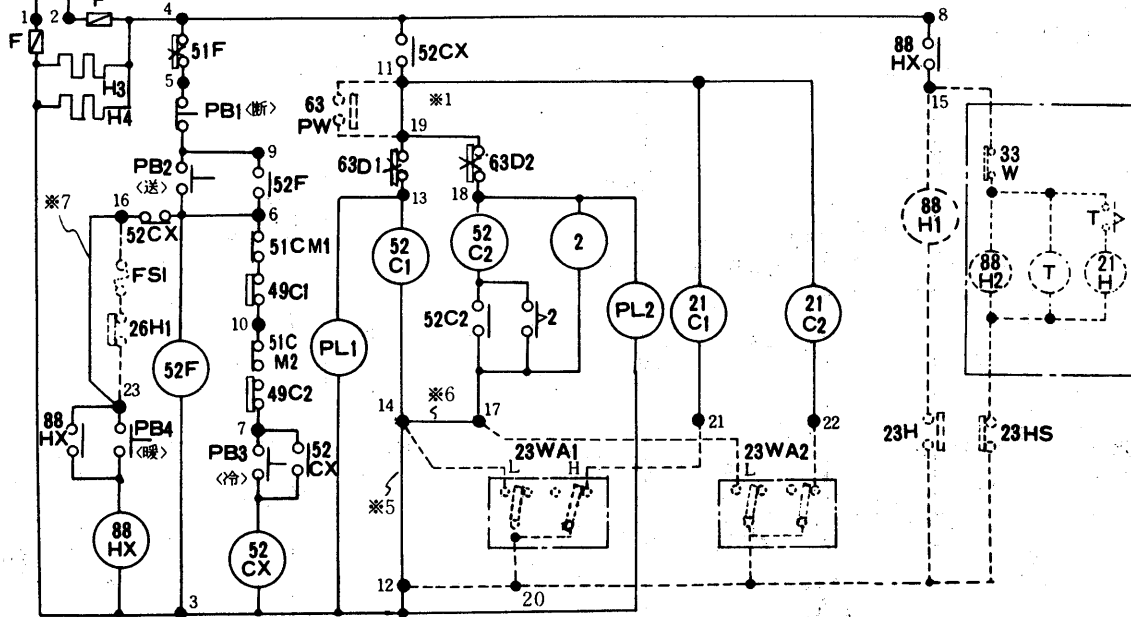 1 2 F 4 8
F 51F 52CX 88
HX
H3 5 11 15
H4 PB1〈断〉 63
PW ※1
19
9 33
W
PB2
〈送〉 52F 63D1 63D2
※7 16 6 13 18 88
H1 T
52CX 51CM1 52
C1 52
C2 2 88
H2 T 21
H
FS1 49C1
26H1 10 52C2 2 PL2 21
C1 21
C2
51C
M2 PL1
52F 49C2
23 ※6
88
HX PB4
〈暖〉 7 14 17 21 22 23H 23HS
PB3
〈冷〉 52
CX 23WA1 23WA2
L H L
※5
88
HX 52
CX
3 12 20